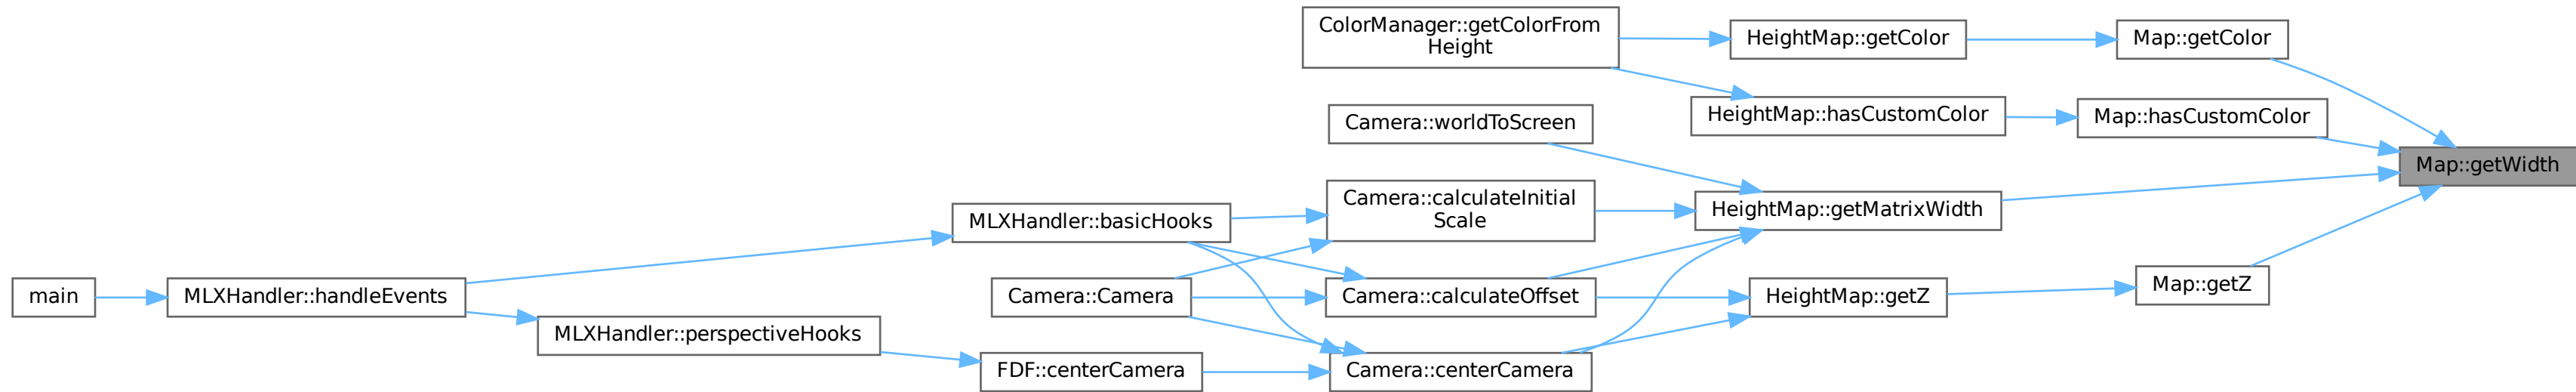 main
MLXHandler::handleEvents
MLXHandler::basicHooks
MLXHandler::perspectiveHooks
Camera::Camera
FDF::centerCamera
ColorManager::getColorFrom
Height
Camera::worldToScreen
Camera::calculateInitial
Scale
Camera::calculateOffset
Camera::centerCamera
HeightMap::getColor
HeightMap::hasCustomColor
HeightMap::getMatrixWidth
HeightMap::getZ
Map::getColor
Map::hasCustomColor
Map::getZ
Map::getWidth